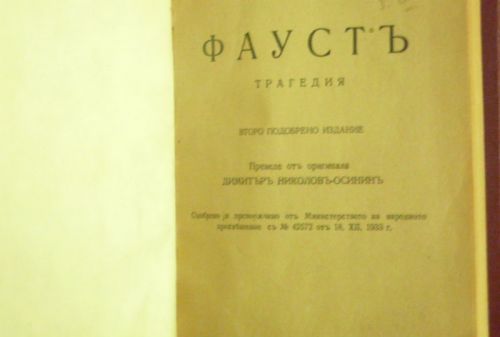 ФАУСТЪ
ТРАГЕДИЯ
ВТОРО ПОДОБРЕНО ИЗДАНИЕ
Преведе отъ оригинала
ДИМИТЪРЪ НИКОЛОВЪ-ОСИНИНЪ
Одобрено и препоръчано отъ Министерството на народното
просвѣщение съ № 42572 отъ 18. XII. 1933 г.